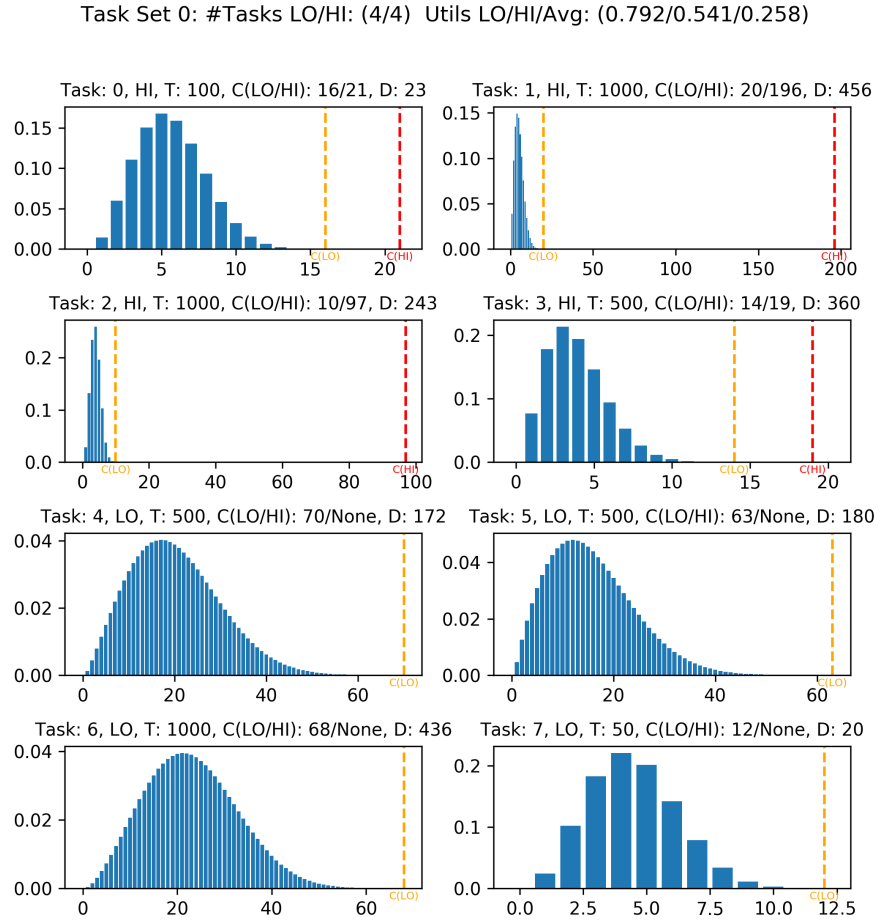 Task Set 0: #Tasks LO/HI: (4/4)  Utils LO/HI/Avg: (0.792/0.541/0.258)
Task: 0, HI, T: 100, C(LO/HI): 16/21, D: 23
0.15
0.10
0.05
0.00
0 5 10 15 20
C(LO) C(HI)
Task: 1, HI, T: 1000, C(LO/HI): 20/196, D: 456
0.15
0.10
0.05
0.00
0 50 100 150 200
C(LO) C(HI)
Task: 2, HI, T: 1000, C(LO/HI): 10/97, D: 243
0.2
0.1
0.0
0 20 40 60 80 100
C(LO) C(HI)
Task: 3, HI, T: 500, C(LO/HI): 14/19, D: 360
0.2
0.1
0.0
0 5 10 15 20
C(LO) C(HI)
Task: 4, LO, T: 500, C(LO/HI): 70/None, D: 172
0.04
0.02
0.00
0 20 40 60
C(LO)
Task: 5, LO, T: 500, C(LO/HI): 63/None, D: 180
0.04
0.02
0.00
0 20 40 60
C(LO)
Task: 6, LO, T: 1000, C(LO/HI): 68/None, D: 436
0.04
0.02
0.00
0 20 40 60
C(LO)
Task: 7, LO, T: 50, C(LO/HI): 12/None, D: 20
0.2
0.1
0.0
0.0 2.5 5.0 7.5 10.0 12.5
C(LO)